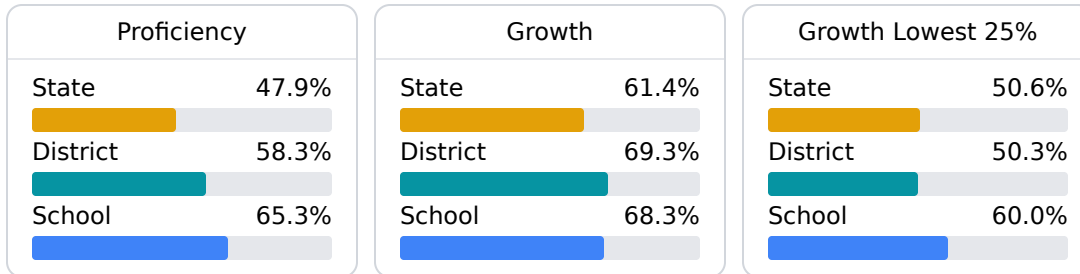 Proficiency
State 47.9%
District 58.3%
School 65.3%
Growth
State 61.4%
District 69.3%
School 68.3%
Growth Lowest 25%
State 50.6%
District 50.3%
School 60.0%